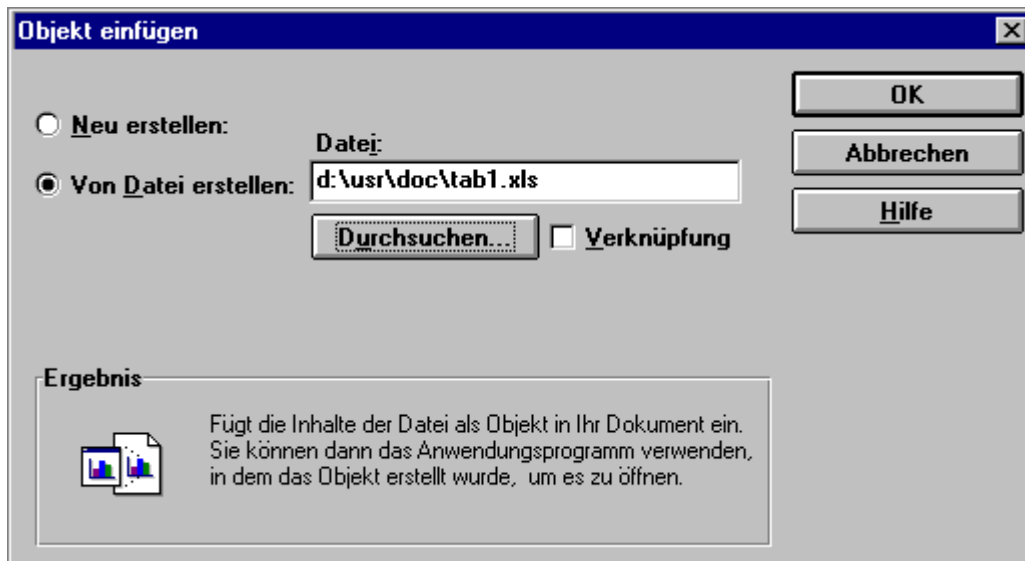 Objekt einfügen
OK
Neu erstellen:
Datei:
Abbrechen
Von Datei erstellen:
d:\usr\doc\tab1.xls
Hilfe
Durchsuchen...
Verknüpfung
Ergebnis
Fügt die Inhalte der Datei als Objekt in Ihr Dokument ein.
Sie können dann das Anwendungsprogramm verwenden,
in dem das Objekt erstellt wurde, um es zu öffnen.